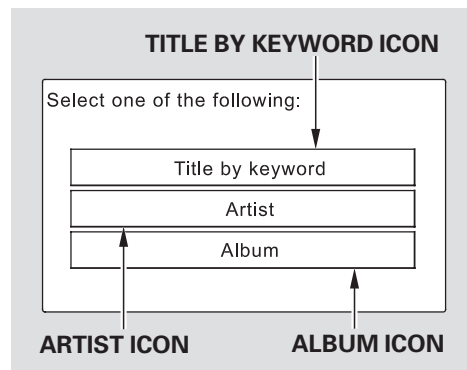 TITLE BY KEYWORD ICON
Select one of the following:
Title by keyword
Artist
Album
ARTIST ICON
ALBUM ICON